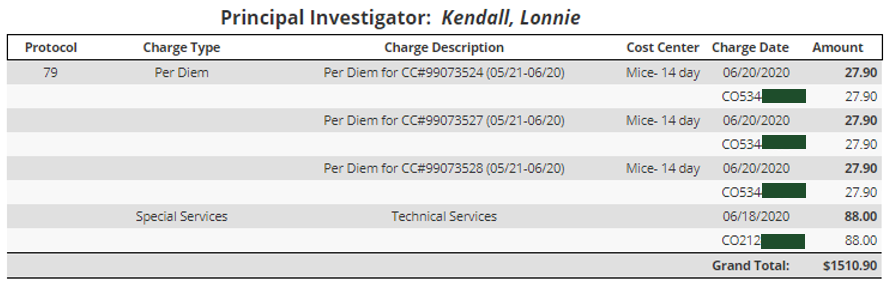 Principal Investigator: Kendall, Lonnie
Protocol Charge Type Charge Description Cost Center Charge Date Amount
79 Per Diem Per Diem for CC#99073524 (05/21-06/20) Mice- 14 day 06/20/2020 27.90
CO534 27.90
Per Diem for CC#99073527 (05/21-06/20) Mice- 14 day 06/20/2020 27.90
CO534 27.90
Per Diem for CC#99073528 (05/21-06/20) Mice- 14 day 06/20/2020 27.90
CO534 27.90
Special Services Technical Services 06/18/2020 88.00
CO212 88.00
Grand Total: $1510.90